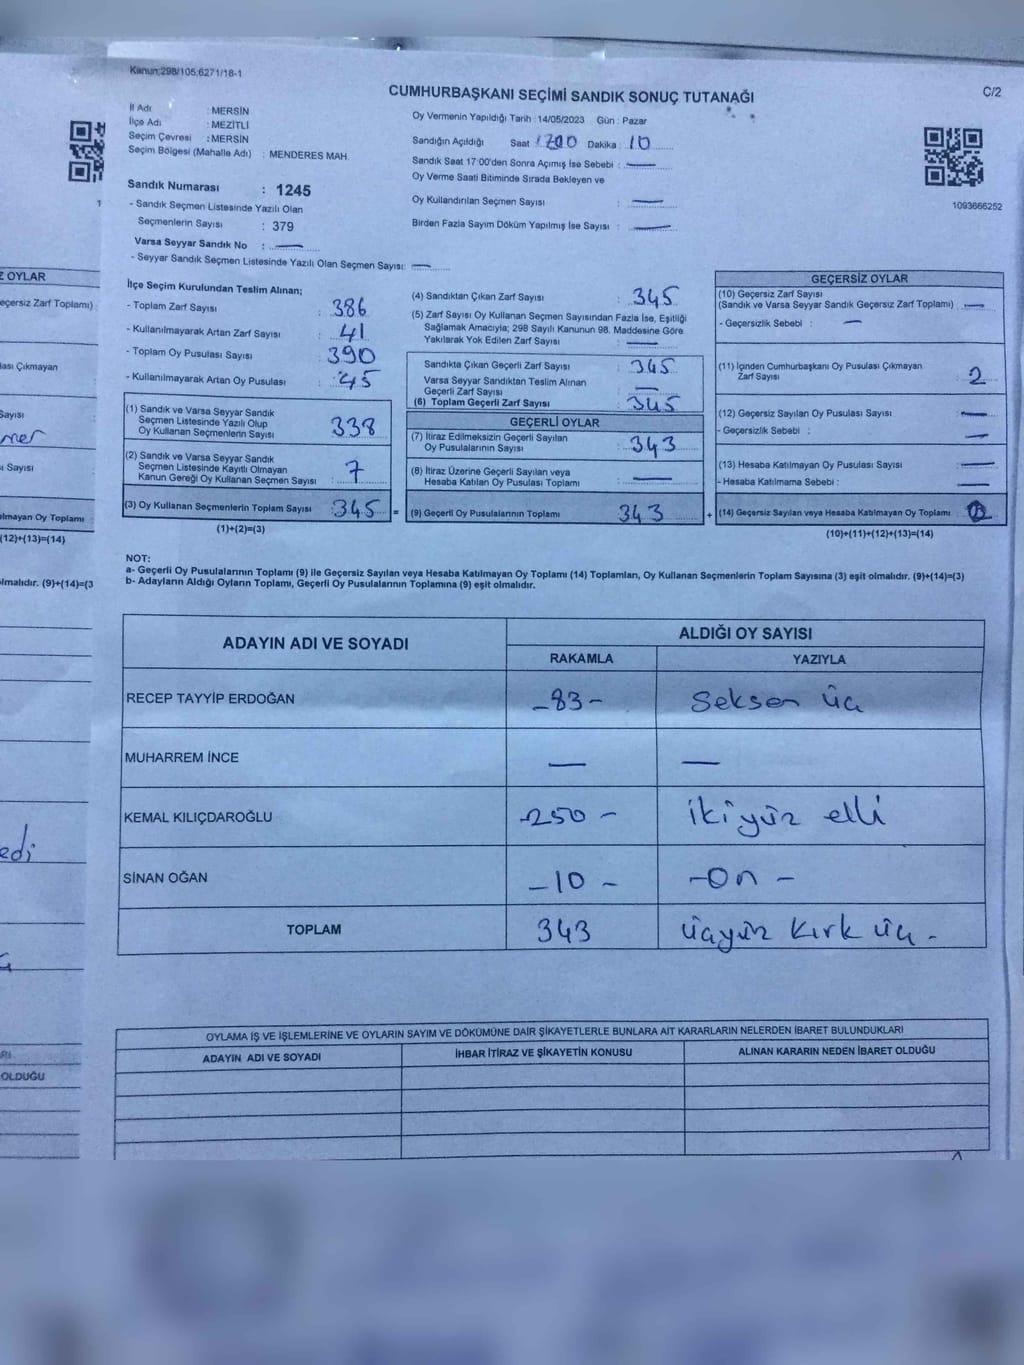 Kanun;298/105;6271/18-1
C/2
CUMHURBAŞKANI SEÇİMİ SANDIK SONUÇ TUTANAĞI
İl Adı : MERSİN
İlçe Adı : MEZİTLİ
Seçim Çevresi : MERSİN
Seçim Bölgesi (Mahalle Adı) : MENDERES MAH.
Oy Vermenin Yapıldığı Tarih : 14/05/2023 Gün : Pazar
Sandığın Açıldığı Saat : Dakika : 10
Sandık Saat 17:00'den Sonra Açımış İse Sebebi : —
Oy Verme Saati Bitiminde Sırada Bekleyen ve
Oy Kullandırılan Seçmen Sayısı : —
Birden Fazla Sayım Döküm Yapılmış İse Sayısı : —
1093666252
Sandık Numarası : 1245
- Sandık Seçmen Listesinde Yazılı Olan
Seçmenlerin Sayısı : 379
Varsa Seyyar Sandık No : —
- Seyyar Sandık Seçmen Listesinde Yazılı Olan Seçmen Sayısı: —
İlçe Seçim Kurulundan Teslim Alınan;
- Toplam Zarf Sayısı : 386
- Kullanılmayarak Artan Zarf Sayısı : 41
- Toplam Oy Pusulası Sayısı : 390
- Kullanılmayarak Artan Oy Pusulası : 45
(1) Sandık ve Varsa Seyyar Sandık
Seçmen Listesinde Yazılı Olup
Oy Kullanan Seçmenlerin Sayısı : 338
(2) Sandık ve Varsa Seyyar Sandık
Seçmen Listesinde Kayıtlı Olmayan
Kanun Gereği Oy Kullanan Seçmen Sayısı : 7
(3) Oy Kullanan Seçmenlerin Toplam Sayısı : 345 =
(1)+(2)=(3)
(4) Sandıktan Çıkan Zarf Sayısı : 345
(5) Zarf Sayısı Oy Kullanan Seçmen Sayısından Fazla İse, Eşitliği
Sağlamak Amacıyla; 298 Sayılı Kanunun 98. Maddesine Göre
Yakılarak Yok Edilen Zarf Sayısı : —
Sandıkta Çıkan Geçerli Zarf Sayısı : 345
Varsa Seyyar Sandıktan Teslim Alınan
Geçerli Zarf Sayısı : —
(6) Toplam Geçerli Zarf Sayısı : 345
GEÇERLİ OYLAR
(7) İtiraz Edilmeksizin Geçerli Sayılan
Oy Pusulalarının Sayısı : 343
(8) İtiraz Üzerine Geçerli Sayılan veya
Hesaba Katılan Oy Pusulası Toplamı : —
(9) Geçerli Oy Pusulalarının Toplamı 343 +
GEÇERSİZ OYLAR
(10) Geçersiz Zarf Sayısı
(Sandık ve Varsa Seyyar Sandık Geçersiz Zarf Toplamı) : —
- Geçersizlik Sebebi : —
(11) İçinden Cumhurbaşkanı Oy Pusulası Çıkmayan
Zarf Sayısı : 2
(12) Geçersiz Sayılan Oy Pusulası Sayısı : —
- Geçersizlik Sebebi : —
(13) Hesaba Katılmayan Oy Pusulası Sayısı : —
- Hesaba Katılmama Sebebi : —
(14) Geçersiz Sayılan veya Hesaba Katılmayan Oy Toplamı :
(10)+(11)+(12)+(13)=(14)
NOT:
a- Geçerli Oy Pusulalarının Toplamı (9) ile Geçersiz Sayılan veya Hesaba Katılmayan Oy Toplamı (14) Toplamları, Oy Kullanan Seçmenlerin Toplam Sayısına (3) eşit olmalıdır. (9)+(14)=(3)
b- Adayların Aldığı Oyların Toplamı, Geçerli Oy Pusulalarının Toplamına (9) eşit olmalıdır.
ADAYIN ADI VE SOYADI
ALDIĞI OY SAYISI
RAKAMLA YAZIYLA
RECEP TAYYİP ERDOĞAN -83- Seksen üç
MUHARREM İNCE — —
KEMAL KILIÇDAROĞLU -250- ikiyüz elli
SİNAN OĞAN -10- -On-
TOPLAM 343 üçyüz kırk üç-
OYLAMA İŞ VE İŞLEMLERİNE VE OYLARIN SAYIM VE DÖKÜMÜNE DAİR ŞİKAYETLERLE BUNLARA AİT KARARLARIN NELERDEN İBARET BULUNDUKLARI
ADAYIN ADI VE SOYADI
İHBAR İTİRAZ VE ŞİKAYETİN KONUSU
ALINAN KARARIN NEDEN İBARET OLDUĞU
OYLAR
Geçersiz Zarf Toplamı)
Çıkmayan
Sayısı
Sayısı
Oy Toplamı
(12)+(13)=(14)
(9)+(14)=(3
OLDUĞU